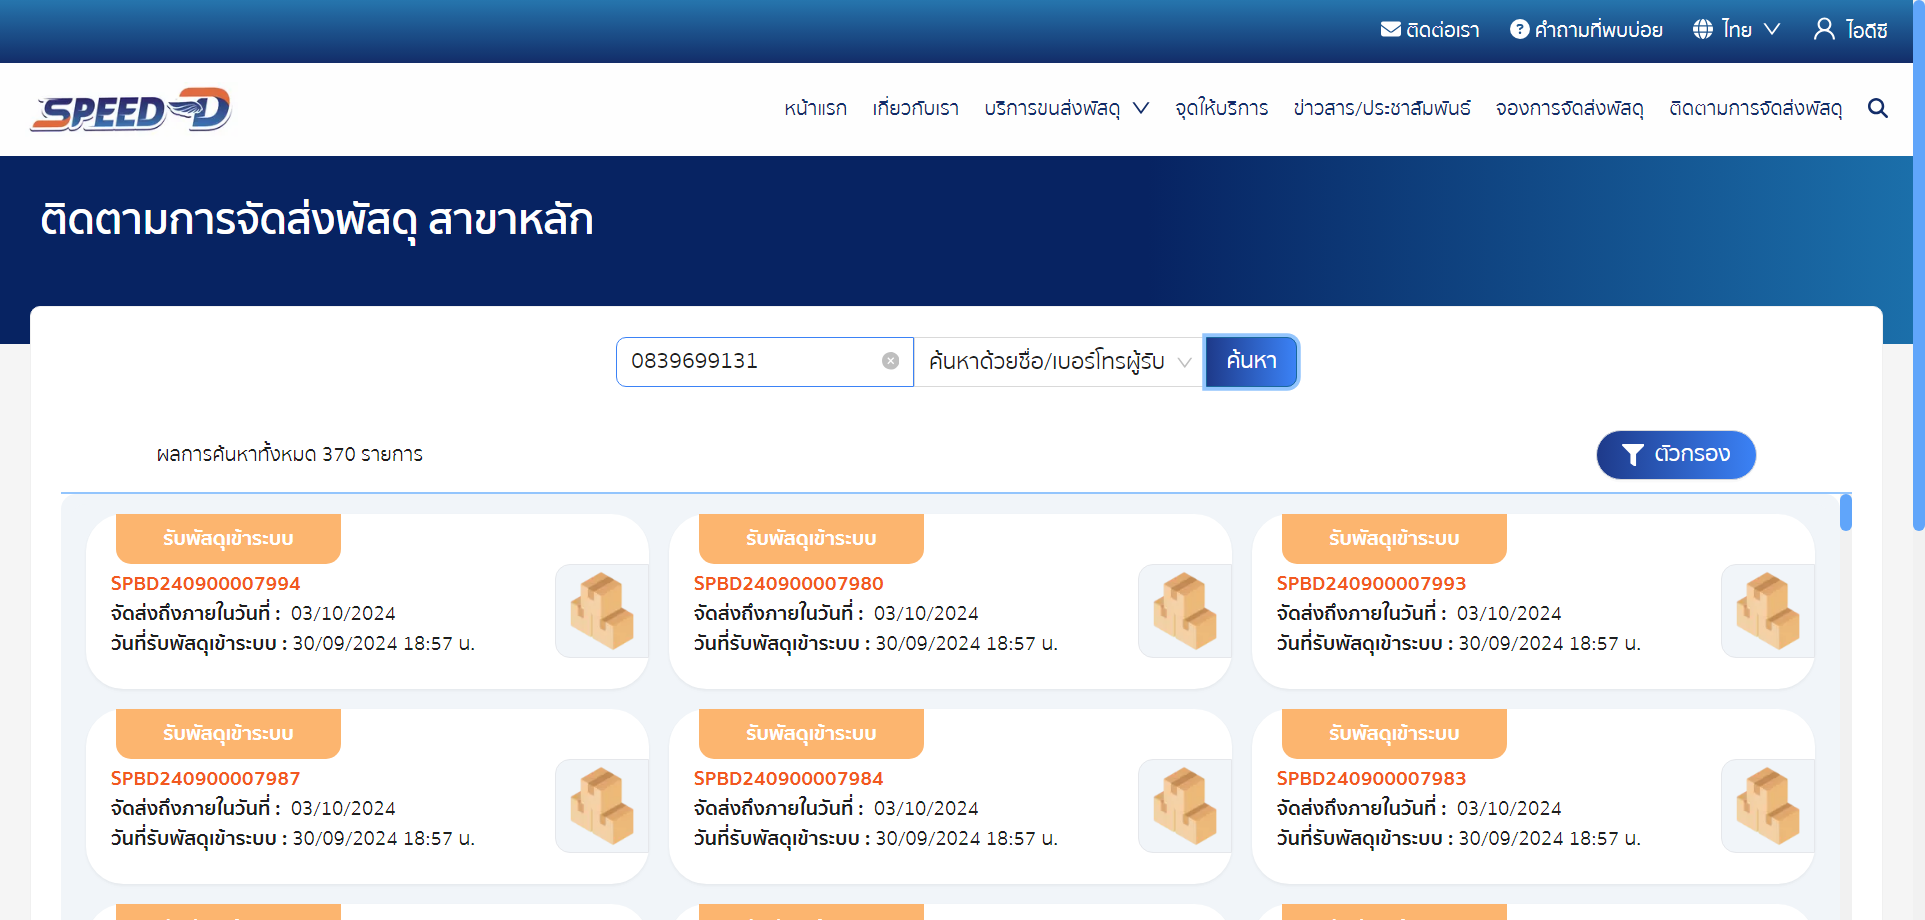 ติดต่อเรา คำถามที่พบบ่อย ไทย ไอดีซี
SPEED-D หน้าแรก เกี่ยวกับเรา บริการขนส่งพัสดุ จุดให้บริการ ข่าวสาร/ประชาสัมพันธ์ จองการจัดส่งพัสดุ ติดตามการจัดส่งพัสดุ
ติดตามการจัดส่งพัสดุ สาขาหลัก
0839699131 ค้นหาด้วยชื่อ/เบอร์โทรผู้รับ ค้นหา
ผลการค้นหาทั้งหมด 370 รายการ ตัวกรอง
รับพัสดุเข้าระบบ
SPBD240900007994
จัดส่งถึงภายในวันที่ : 03/10/2024
วันที่รับพัสดุเข้าระบบ : 30/09/2024 18:57 น.
รับพัสดุเข้าระบบ
SPBD240900007980
จัดส่งถึงภายในวันที่ : 03/10/2024
วันที่รับพัสดุเข้าระบบ : 30/09/2024 18:57 น.
รับพัสดุเข้าระบบ
SPBD240900007993
จัดส่งถึงภายในวันที่ : 03/10/2024
วันที่รับพัสดุเข้าระบบ : 30/09/2024 18:57 น.
รับพัสดุเข้าระบบ
SPBD240900007987
จัดส่งถึงภายในวันที่ : 03/10/2024
วันที่รับพัสดุเข้าระบบ : 30/09/2024 18:57 น.
รับพัสดุเข้าระบบ
SPBD240900007984
จัดส่งถึงภายในวันที่ : 03/10/2024
วันที่รับพัสดุเข้าระบบ : 30/09/2024 18:57 น.
รับพัสดุเข้าระบบ
SPBD240900007983
จัดส่งถึงภายในวันที่ : 03/10/2024
วันที่รับพัสดุเข้าระบบ : 30/09/2024 18:57 น.